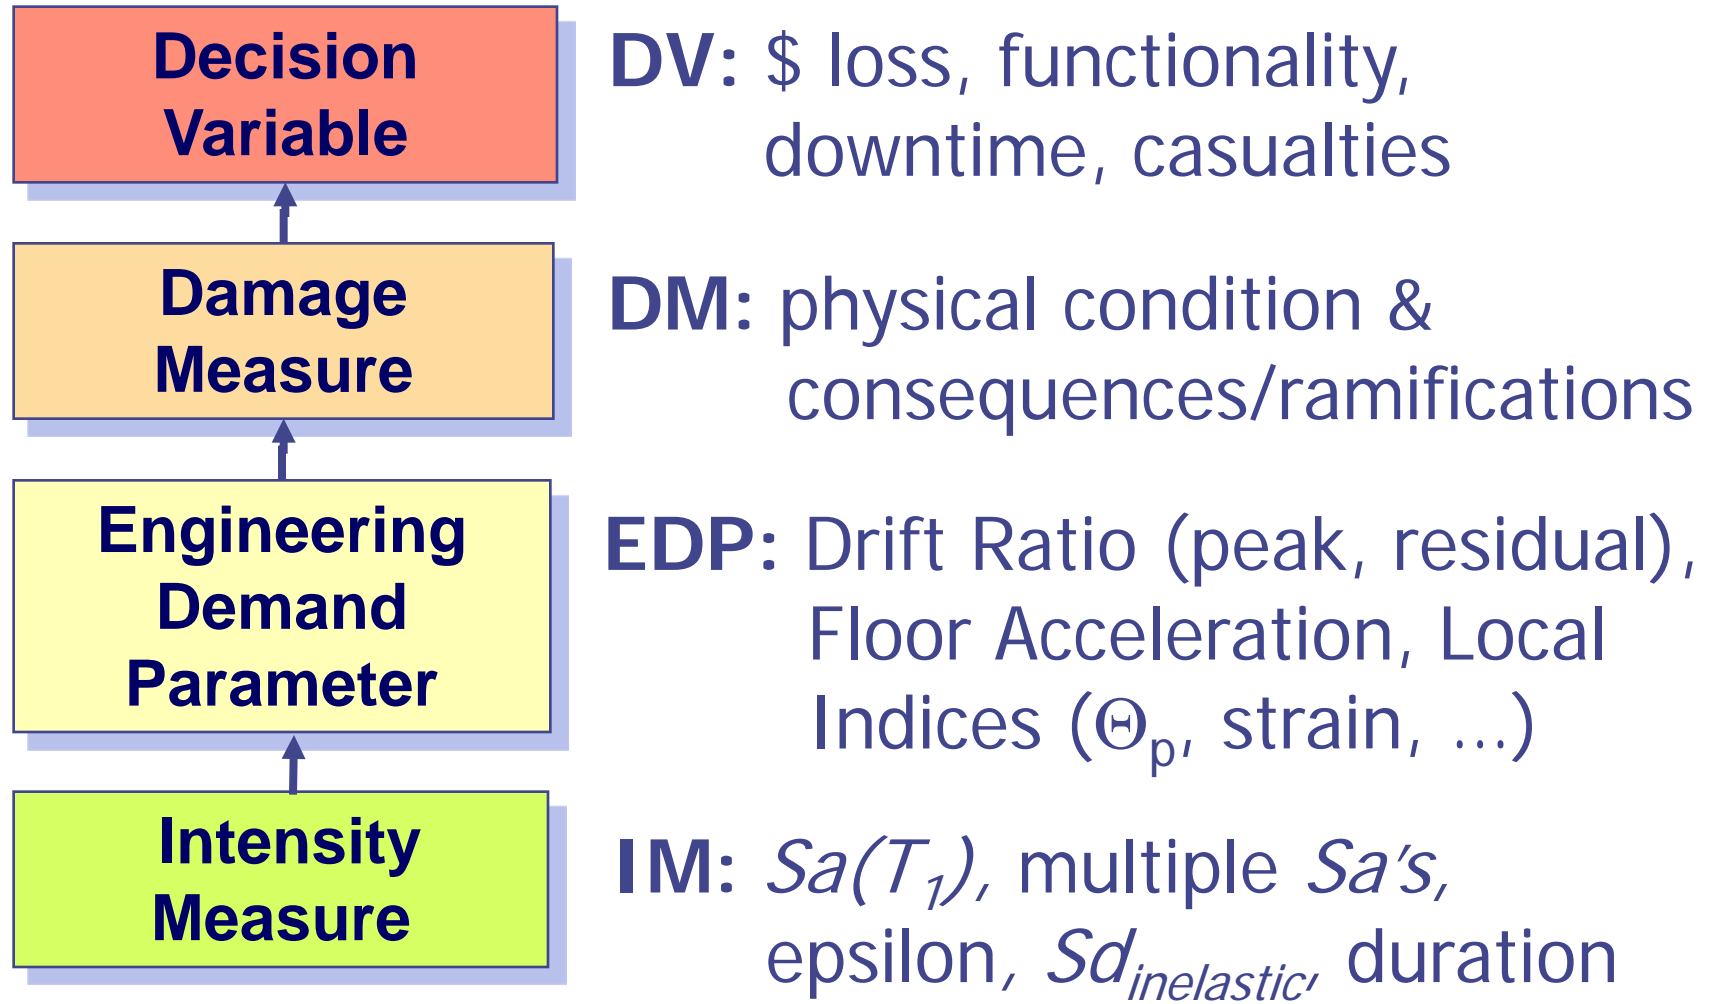 Decision
Variable
DV: $ loss, functionality,
downtime, casualties
Damage
Measure
DM: physical condition &
consequences/ramifications
Engineering
Demand
Parameter
EDP: Drift Ratio (peak, residual),
Floor Acceleration, Local
Indices (Θp, strain, ...)
Intensity
Measure
IM: Sa(T1), multiple Sa's,
epsilon, Sdinelastic, duration